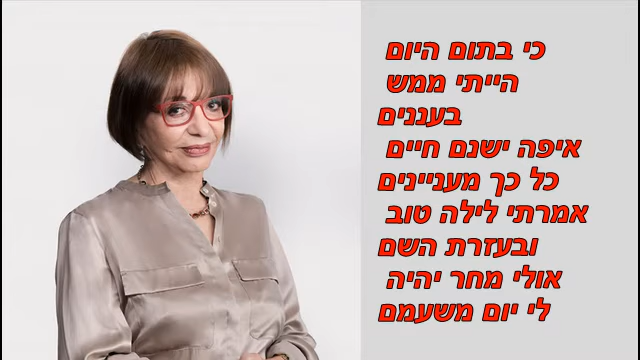 כי בתום היום
הייתי ממש
בעננים
איפה ישנם חיים
כל כך מעניינים
אמרתי לילה טוב
ובעזרת השם
אולי מחר יהיה
לי יום משעמם